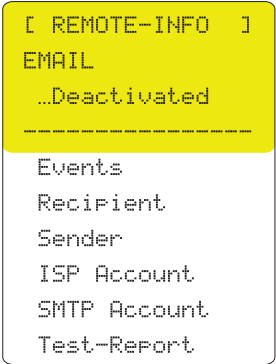 [ REMOTE-INFO ]
EMAIL
…Deactivated
----------------
Events
Recipient
Sender
ISP Account
SMTP Account
Test-Report